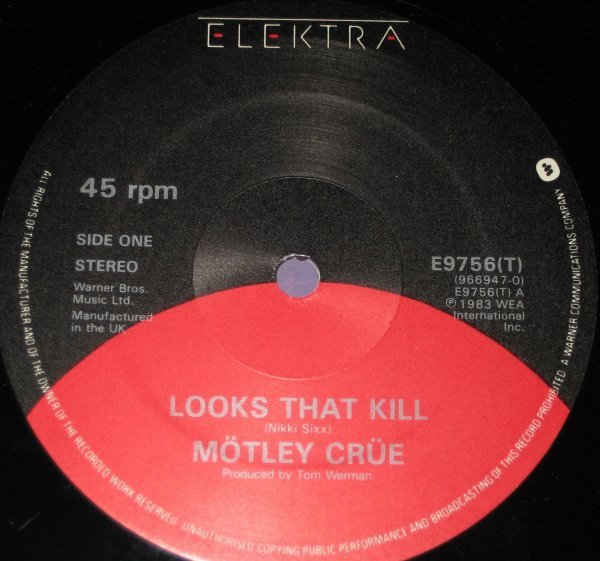 ELEKTRA
45 rpm
SIDE ONE
STEREO
Warner Bros.
Music Ltd.
Manufactured
in the UK
E9756(T)
(966947-0)
E9756(T) A
℗ 1983 WEA
International
Inc.
LOOKS THAT KILL
(Nikki Sixx)
MÖTLEY CRÜE
Produced by Tom Werman
ALL RIGHTS OF THE MANUFACTURER AND OF THE OWNER OF THE RECORDED WORK RESERVED. UNAUTHORISED COPYING PUBLIC PERFORMANCE AND BROADCASTING OF THIS RECORD PROHIBITED A WARNER COMMUNICATIONS COMPANY